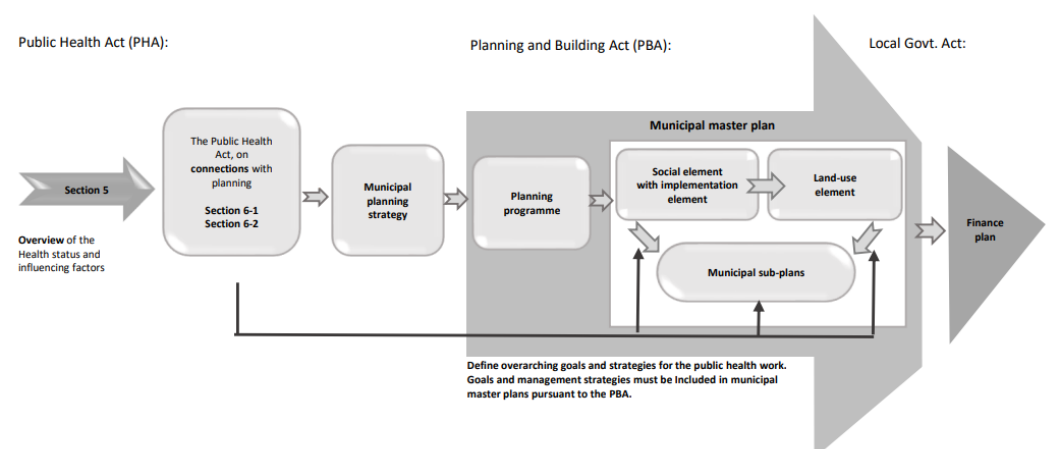 Public Health Act (PHA):
Planning and Building Act (PBA):
Local Govt. Act:
Section 5
Overview of the
Health status and
influencing factors
The Public Health
Act, on
connections with
planning
Section 6-1
Section 6-2
Municipal
planning
strategy
Planning
programme
Municipal master plan
Social element
with implementation
element
Land-use
element
Municipal sub-plans
Finance
plan
Define overarching goals and strategies for the public health work.
Goals and management strategies must be Included in municipal
master plans pursuant to the PBA.